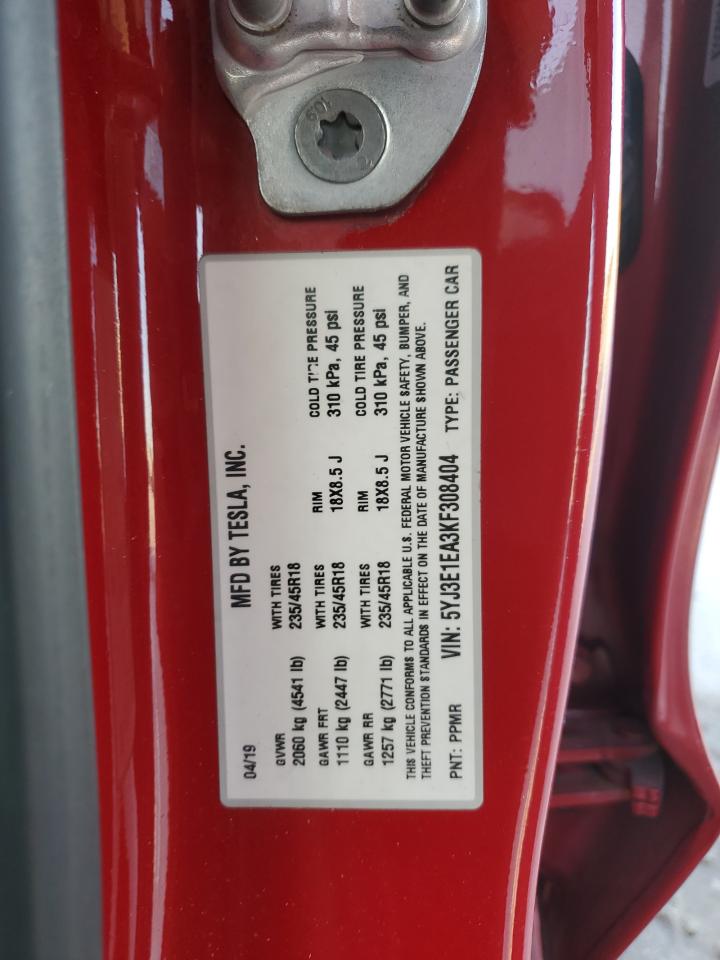 MFD BY TESLA, INC.
04/19
GVWR WITH TIRES RIM COLD TIRE PRESSURE
2060 kg (4541 lb) 235/45R18 18X8.5 J 310 kPa, 45 psi
GAWR FRT WITH TIRES RIM COLD TIRE PRESSURE
1110 kg (2447 lb) 235/45R18 18X8.5 J 310 kPa, 45 psi
GAWR RR WITH TIRES
1257 kg (2771 lb) 235/45R18
THIS VEHICLE CONFORMS TO ALL APPLICABLE U.S. FEDERAL MOTOR VEHICLE SAFETY, BUMPER, AND
THEFT PREVENTION STANDARDS IN EFFECT ON THE DATE OF MANUFACTURE SHOWN ABOVE.
PNT: PPMR VIN: 5YJ3E1EA3KF308404 TYPE: PASSENGER CAR
10.9